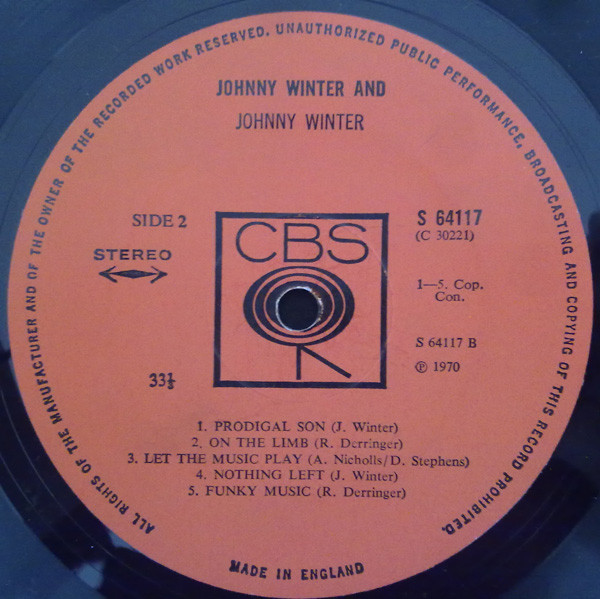 ALL RIGHTS OF THE MANUFACTURER AND OF THE OWNER OF THE RECORDED WORK RESERVED. UNAUTHORIZED PUBLIC PERFORMANCE, BROADCASTING AND COPYING OF THIS RECORD PROHIBITED.
JOHNNY WINTER AND
JOHNNY WINTER
SIDE 2
STEREO
33⅓
CBS
S 64117
(C 30221)
1—5. Cop.
Con.
S 64117 B
℗ 1970
1. PRODIGAL SON (J. Winter)
2. ON THE LIMB (R. Derringer)
3. LET THE MUSIC PLAY (A. Nicholls/D. Stephens)
4. NOTHING LEFT (J. Winter)
5. FUNKY MUSIC (R. Derringer)
MADE IN ENGLAND